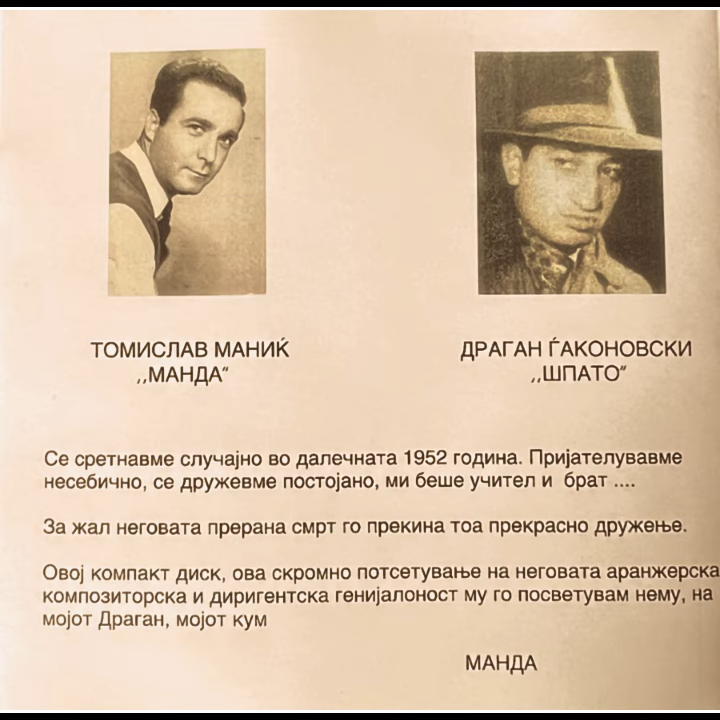 ТОМИСЛАВ МАНИЌ
,,МАНДА"
ДРАГАН ЃАКОНОВСКИ
,,ШПАТО"
Се сретнавме случајно во далечната 1952 година. Пријателувавме
несебично, се дружевме постојано, ми беше учител и брат ....
За жал неговата прерана смрт го прекина тоа прекрасно дружење.
Овој компакт диск, ова скромно потсетување на неговата аранжерска
композиторска и диригентска генијалоност му го посветувам нему, на
мојот Драган, мојот кум
МАНДА